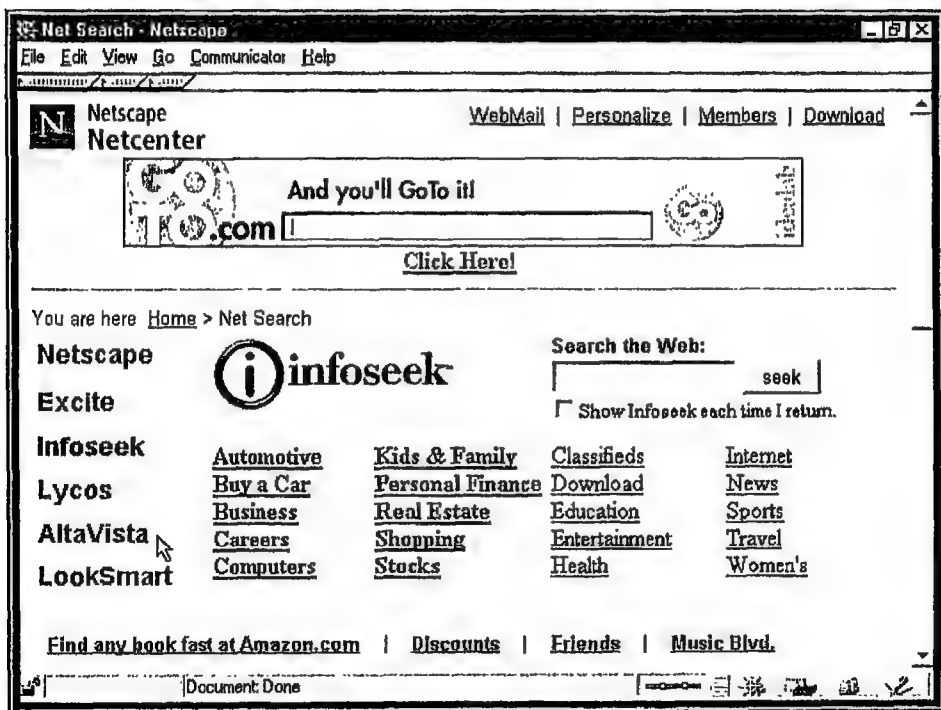 Net Search - Netscape
File Edit View Go Communicator Help
N Netscape
Netcenter
WebMail | Personalize | Members | Download
And you'll GoTo it!
.com
idealab
Click Here!
You are here Home > Net Search
Netscape
Excite
Infoseek
Lycos
AltaVista
LookSmart
infoseek
Search the Web:
seek
Show Infoseek each time I return.
Automotive Kids & Family Classifieds Internet
Buy a Car Personal Finance Download News
Business Real Estate Education Sports
Careers Shopping Entertainment Travel
Computers Stocks Health Women's
Find any book fast at Amazon.com | Discounts | Friends | Music Blvd.
Document: Done